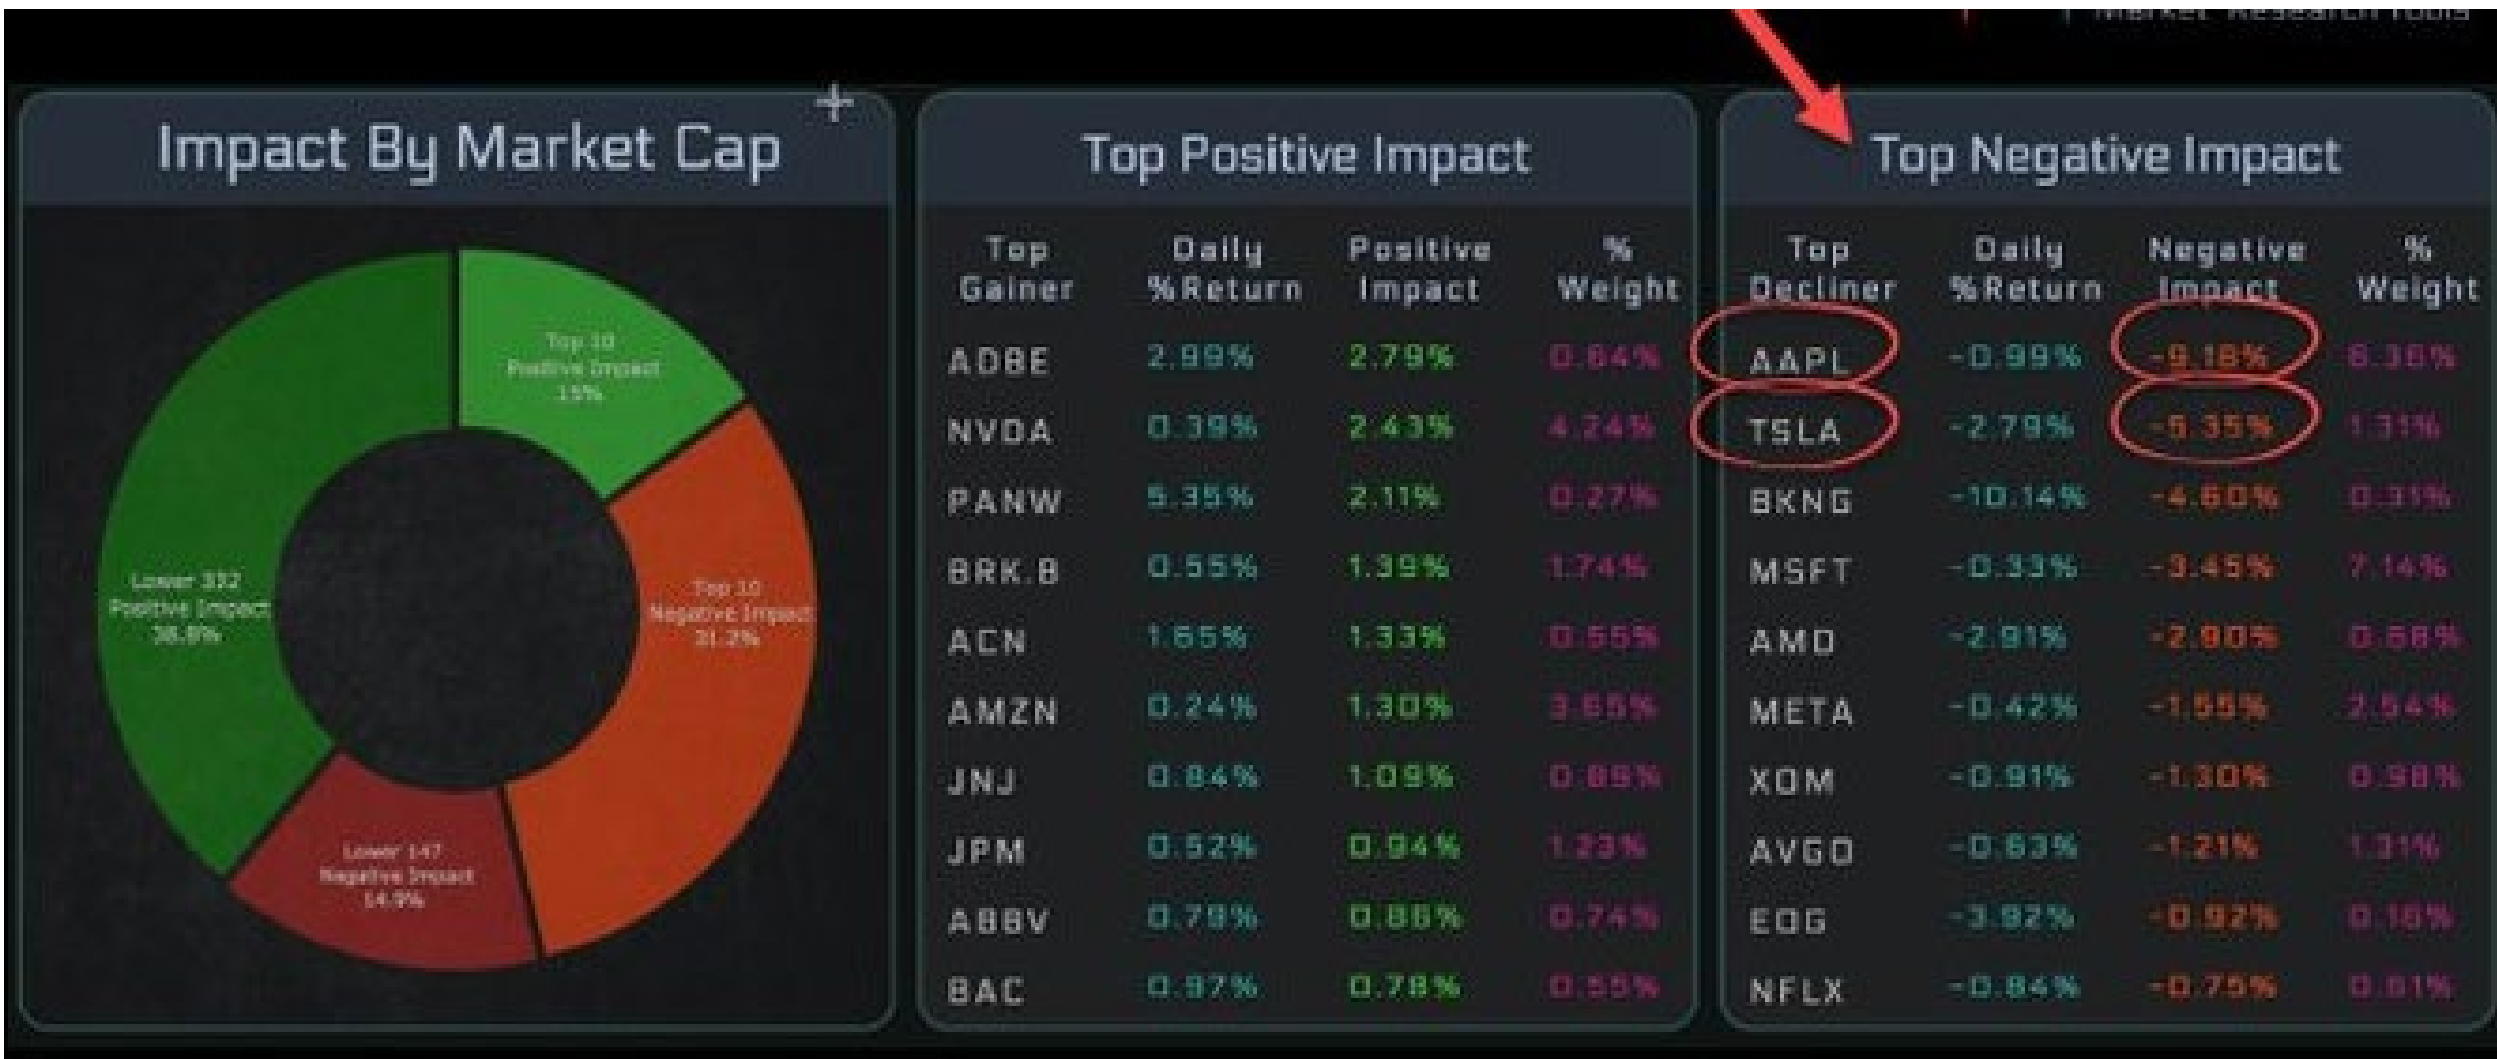 Market Research Tools
Impact By Market Cap
Top 10
Positive Impact
15%
Top 10
Negative Impact
31.2%
Lower 147
Negative Impact
14.9%
Lower
Positive Impact
38.8%
Top Positive Impact
Top Gainer Daily %Return Positive Impact % Weight
ADBE 2.99% 2.79% 0.64%
NVDA 0.39% 2.43% 4.24%
PANW 5.35% 2.11% 0.27%
BRK.B 0.55% 1.39% 1.74%
ACN 1.65% 1.33% 0.55%
AMZN 0.24% 1.30% 3.65%
JNJ 0.84% 1.09% 0.89%
JPM 0.52% 0.94% 1.23%
ABBV 0.79% 0.86% 0.74%
BAC 0.97% 0.78% 0.55%
Top Negative Impact
Top Decliner Daily %Return Negative Impact % Weight
AAPL -0.99% -9.18% 6.36%
TSLA -2.79% -5.35% 1.31%
BKNG -10.14% -4.60% 0.31%
MSFT -0.33% -3.45% 7.14%
AMD -2.91% -2.90% 0.68%
META -0.42% -1.55% 2.54%
XOM -0.91% -1.30% 0.98%
AVGO -0.63% -1.21% 1.31%
EOG -3.92% -0.92% 0.16%
NFLX -0.84% -0.75% 0.61%